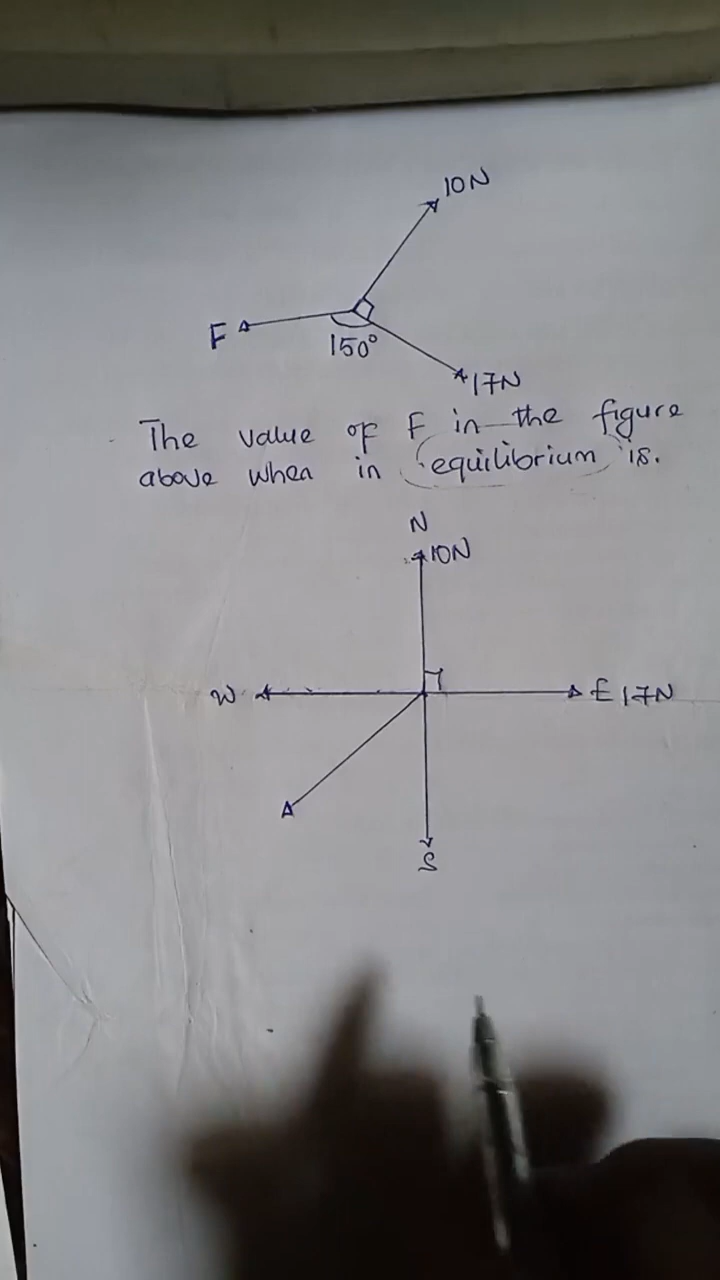 10N
F
150°
17N
The value of F in the figure
above when in equilibrium is.
N
10N
W
E 17N
S